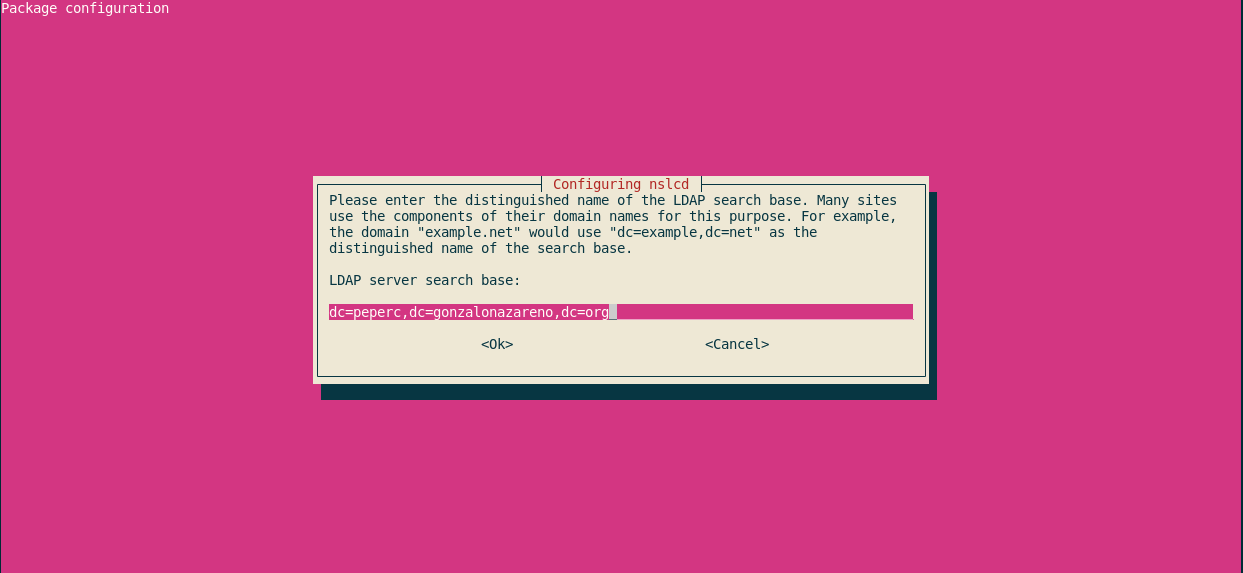 Package configuration
Configuring nslcd
Please enter the distinguished name of the LDAP search base. Many sites
use the components of their domain names for this purpose. For example,
the domain "example.net" would use "dc=example,dc=net" as the
distinguished name of the search base.
LDAP server search base:
dc=peperc,dc=gonzalonazareno,dc=org
<Ok> <Cancel>